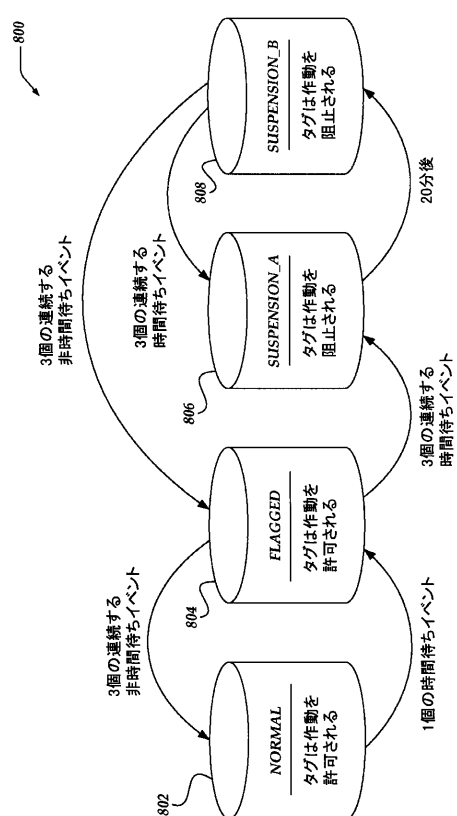 800
3個の連続する
非時間待ちイベント
3個の連続する
時間待ちイベント
3個の連続する
非時間待ちイベント
802
NORMAL
タグは作動を
許可される
804
FLAGGED
タグは作動を
許可される
806
SUSPENSION_A
タグは作動を
阻止される
808
SUSPENSION_B
タグは作動を
阻止される
1個の時間待ちイベント
3個の連続する
時間待ちイベント
20分後